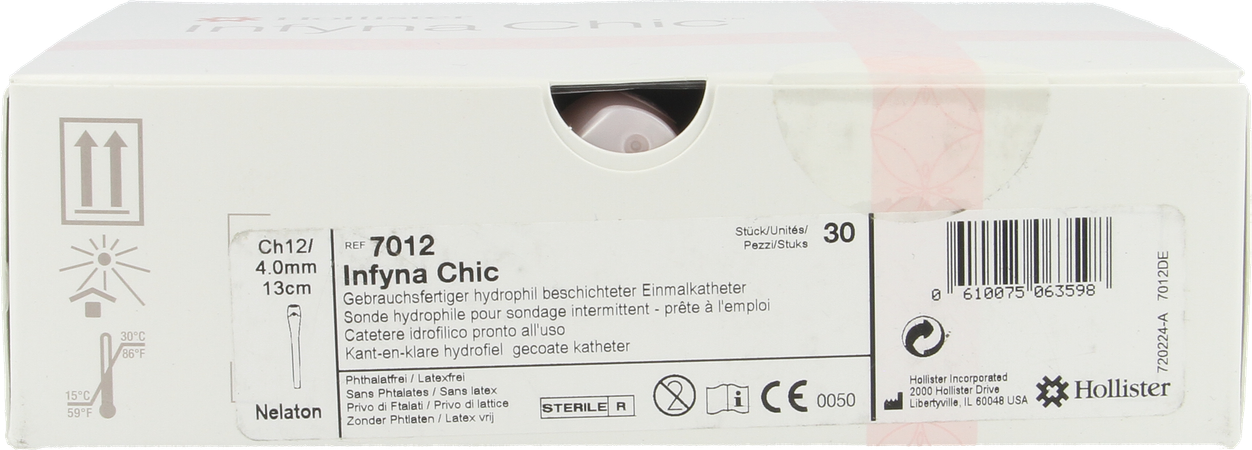 Hollister
Infyna Chic
30°C
86°F
15°C
59°F
Ch12/
4.0mm
13cm
Nelaton
REF 7012
Infyna Chic
Gebrauchsfertiger hydrophil beschichteter Einmalkatheter
Sonde hydrophile pour sondage intermittent - prête à l'emploi
Catetere idrofilico pronto all'uso
Kant-en-klare hydrofiel gecoate katheter
Stück/Unités/
Pezzi/Stuks 30
Phthalatfrei / Latexfrei
Sans Phtalates / Sans latex
Privo di Ftalati / Privo di lattice
Zonder Phtlaten / Latex vrij
STERILE R
2
i
CE 0050
0 610075 063598
720224-A 7012DE
Hollister Incorporated
2000 Hollister Drive
Libertyville, IL 60048 USA
Hollister